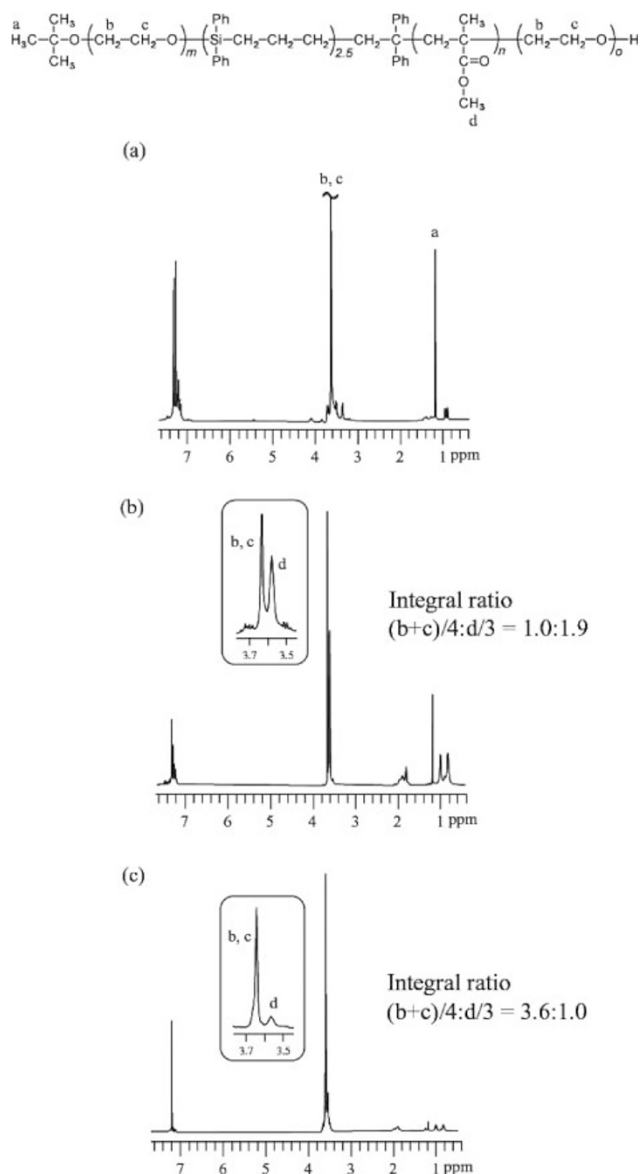 a b c Ph Ph CH₃ b c
CH₃
H₃C—C—O—(CH₂—CH₂—O)m—(Si—CH₂—CH₂—CH₂)2.5—CH₂—C—(CH₂—C)n—(CH₂—CH₂—O)o—H
CH₃ Ph Ph C=O
O
CH₃
d
(a)
b, c
a
7 6 5 4 3 2 1 ppm
(b)
b, c
d
3.7 3.5
Integral ratio
(b+c)/4:d/3 = 1.0:1.9
7 6 5 4 3 2 1 ppm
(c)
b, c
d
3.7 3.5
Integral ratio
(b+c)/4:d/3 = 3.6:1.0
7 6 5 4 3 2 1 ppm